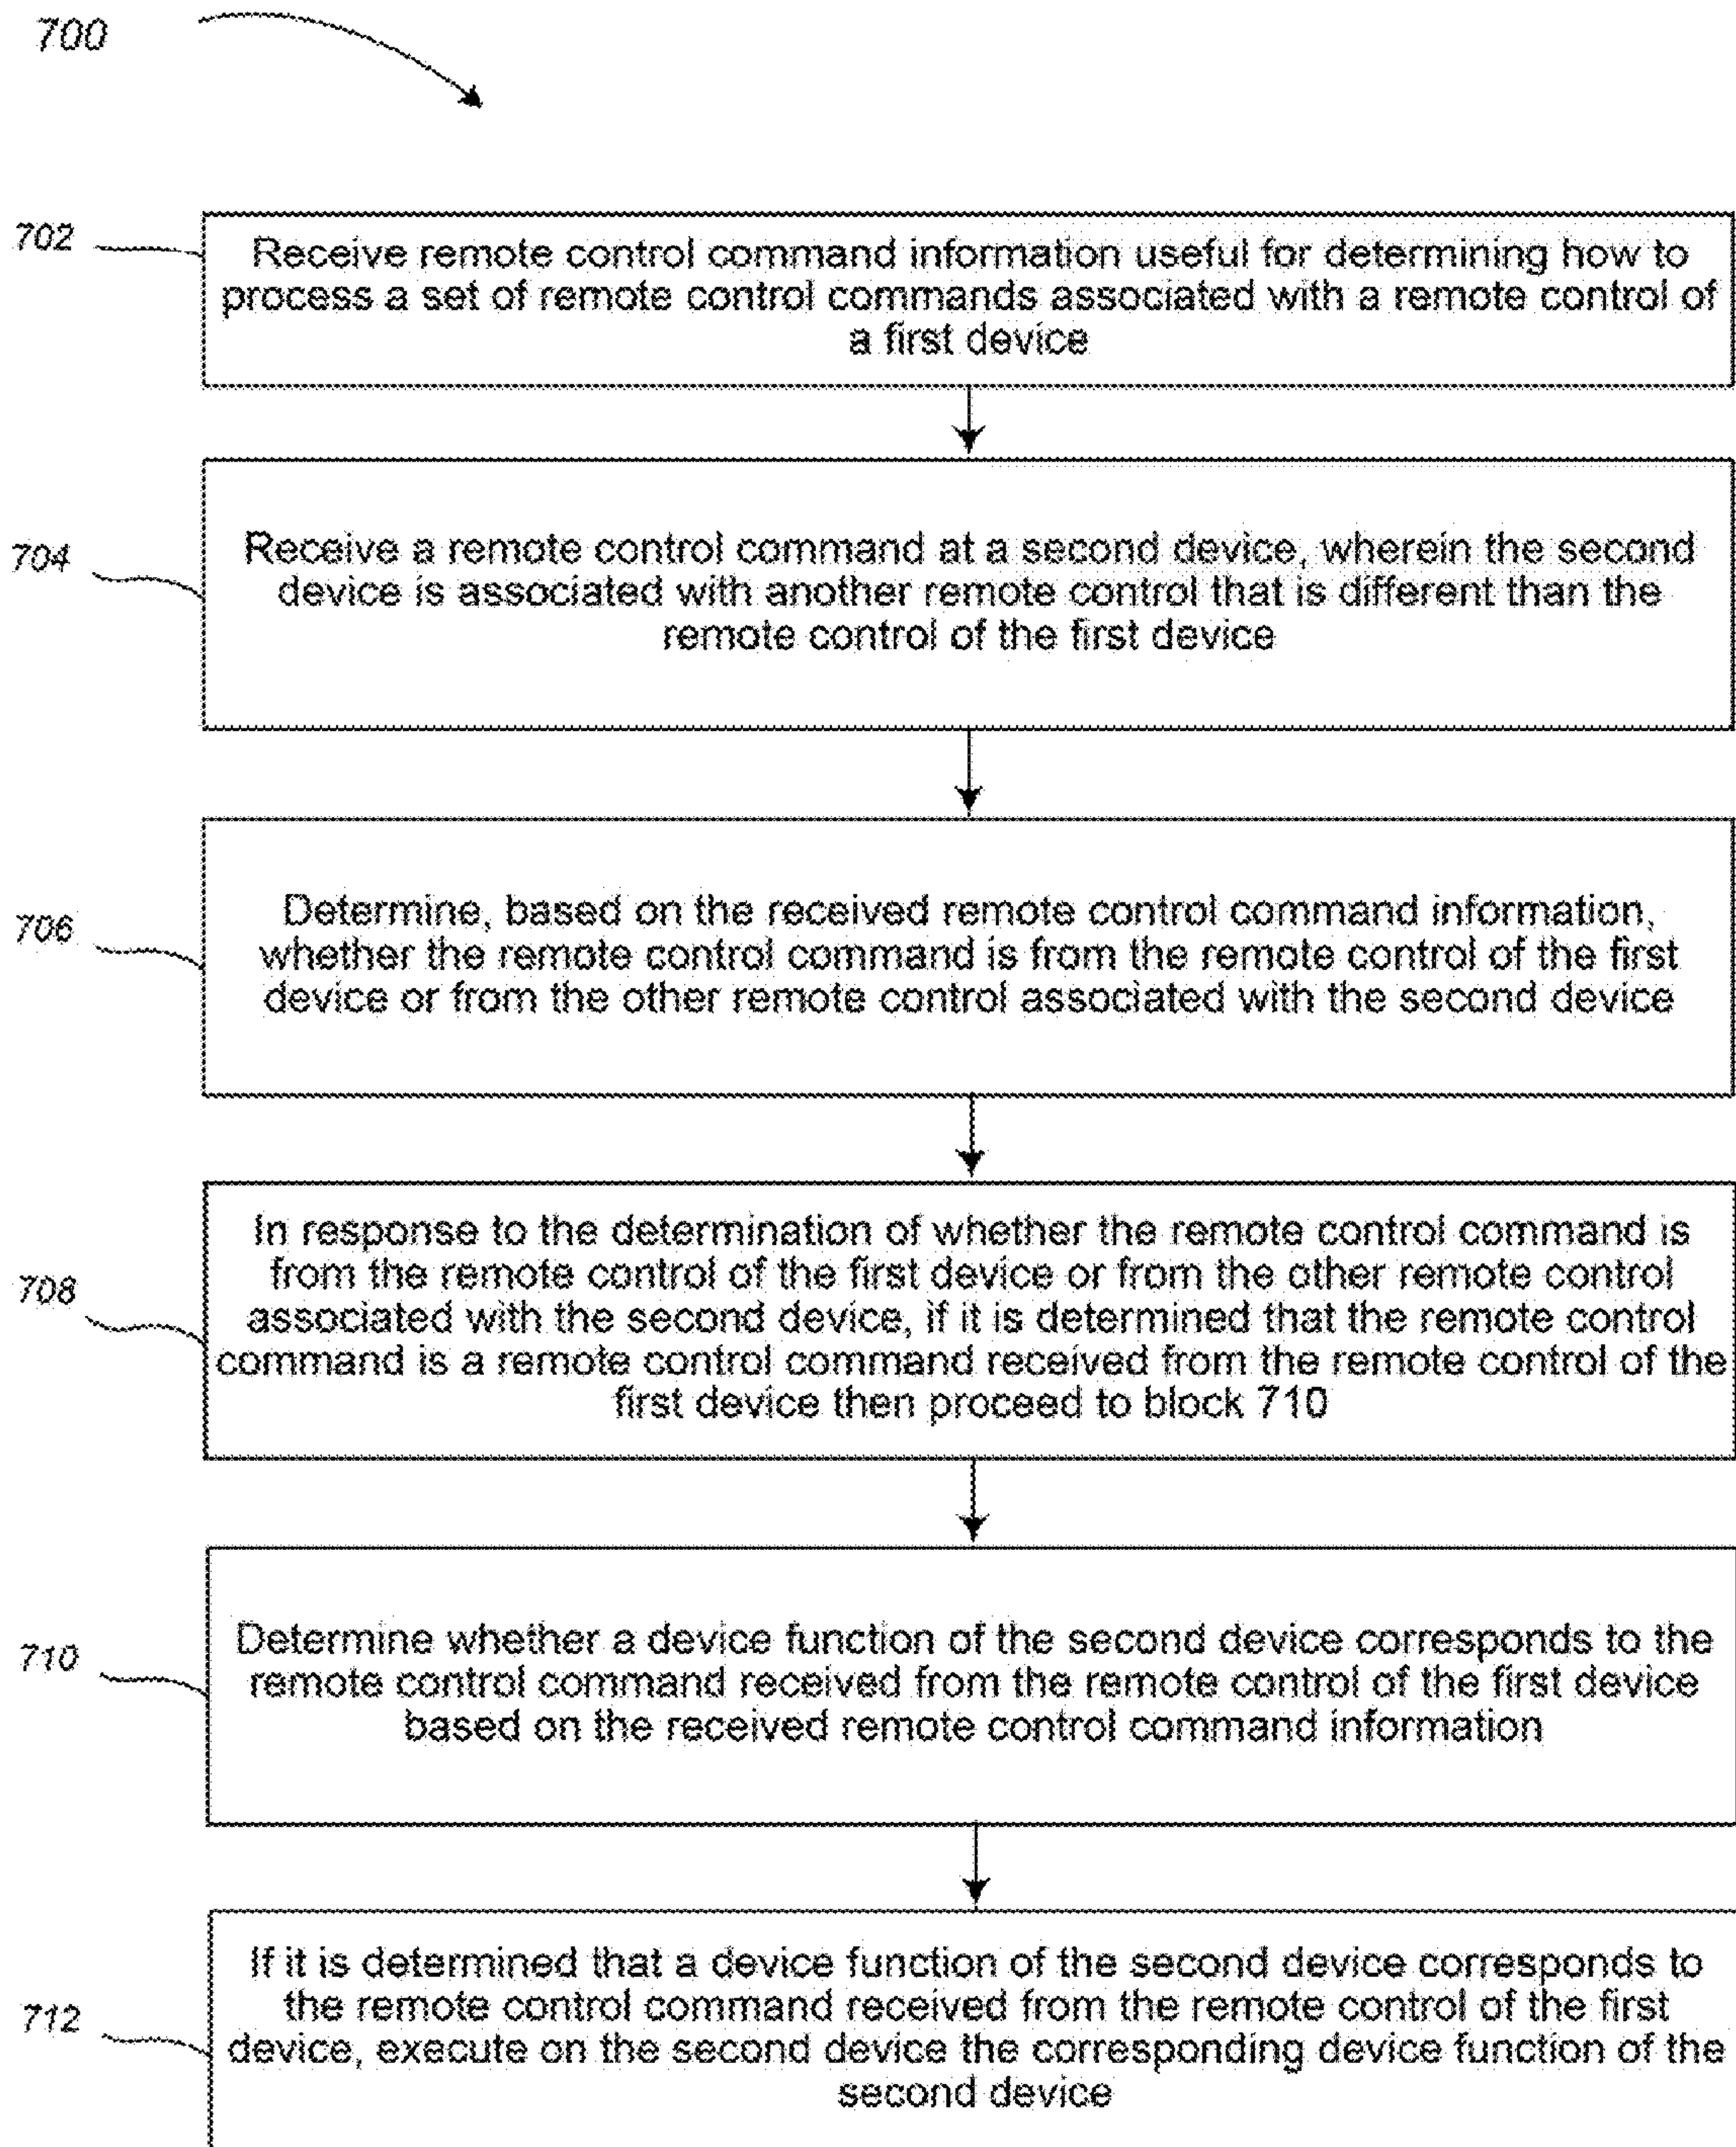 700
702
Receive remote control command information useful for determining how to
process a set of remote control commands associated with a remote control of
a first device
704
Receive a remote control command at a second device, wherein the second
device is associated with another remote control that is different than the
remote control of the first device
706
Determine, based on the received remote control command information,
whether the remote control command is from the remote control of the first
device or from the other remote control associated with the second device
708
In response to the determination of whether the remote control command is
from the remote control of the first device or from the other remote control
associated with the second device, if it is determined that the remote control
command is a remote control command received from the remote control of the
first device then proceed to block 710
710
Determine whether a device function of the second device corresponds to the
remote control command received from the remote control of the first device
based on the received remote control command information
712
If it is determined that a device function of the second device corresponds to
the remote control command received from the remote control of the first
device, execute on the second device the corresponding device function of the
second device